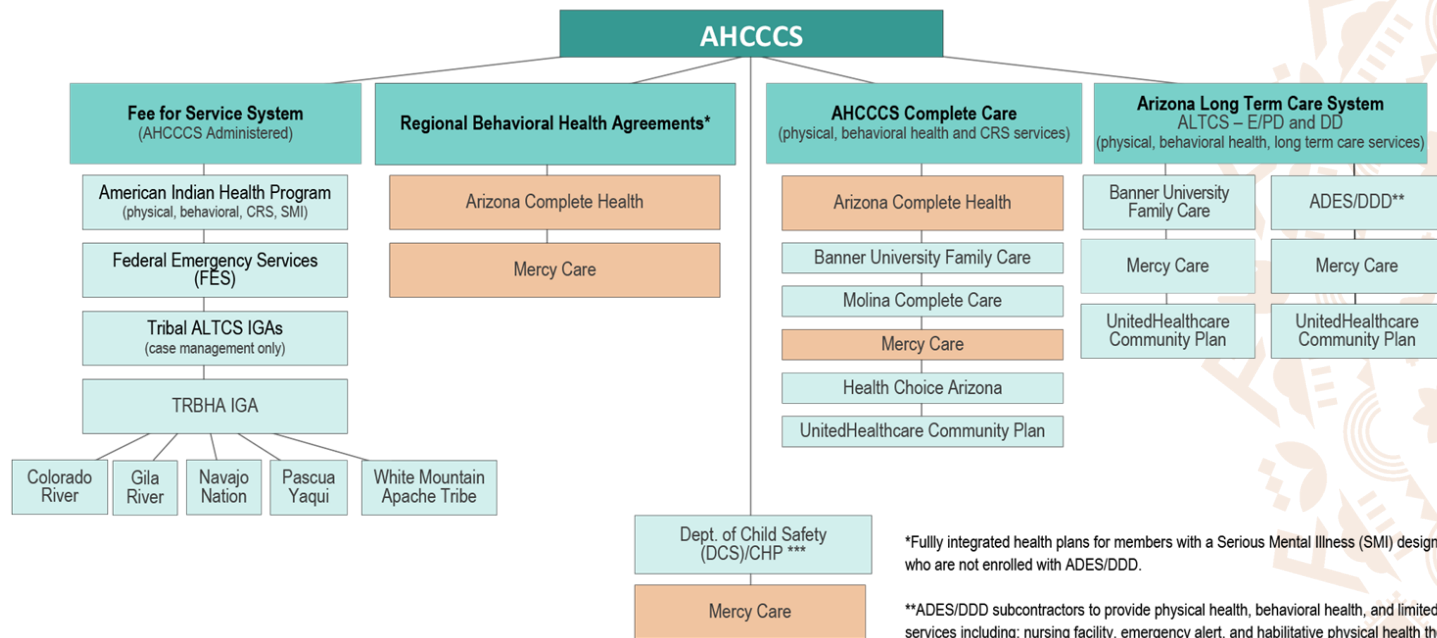 AHCCCS
Fee for Service System
(AHCCCS Administered)
American Indian Health Program
(physical, behavioral, CRS, SMI)
Federal Emergency Services
(FES)
Tribal ALTCS IGAs
(case management only)
TRBHA IGA
Colorado
River
Gila
River
Navajo
Nation
Pascua
Yaqui
White Mountain
Apache Tribe
Regional Behavioral Health Agreements*
Arizona Complete Health
Mercy Care
Dept. of Child Safety
(DCS)/CHP ***
Mercy Care
AHCCCS Complete Care
(physical, behavioral health and CRS services)
Arizona Complete Health
Banner University Family Care
Molina Complete Care
Mercy Care
Health Choice Arizona
UnitedHealthcare Community Plan
Arizona Long Term Care System
ALTCS – E/PD and DD
(physical, behavioral health, long term care services)
Banner University
Family Care
Mercy Care
UnitedHealthcare
Community Plan
ADES/DDD**
Mercy Care
UnitedHealthcare
Community Plan
*Fullly integrated health plans for members with a Serious Mental Illness (SMI) design
who are not enrolled with ADES/DDD.
**ADES/DDD subcontractors to provide physical health, behavioral health, and limited
services including: nursing facility, emergency alert, and habilitative physical health th